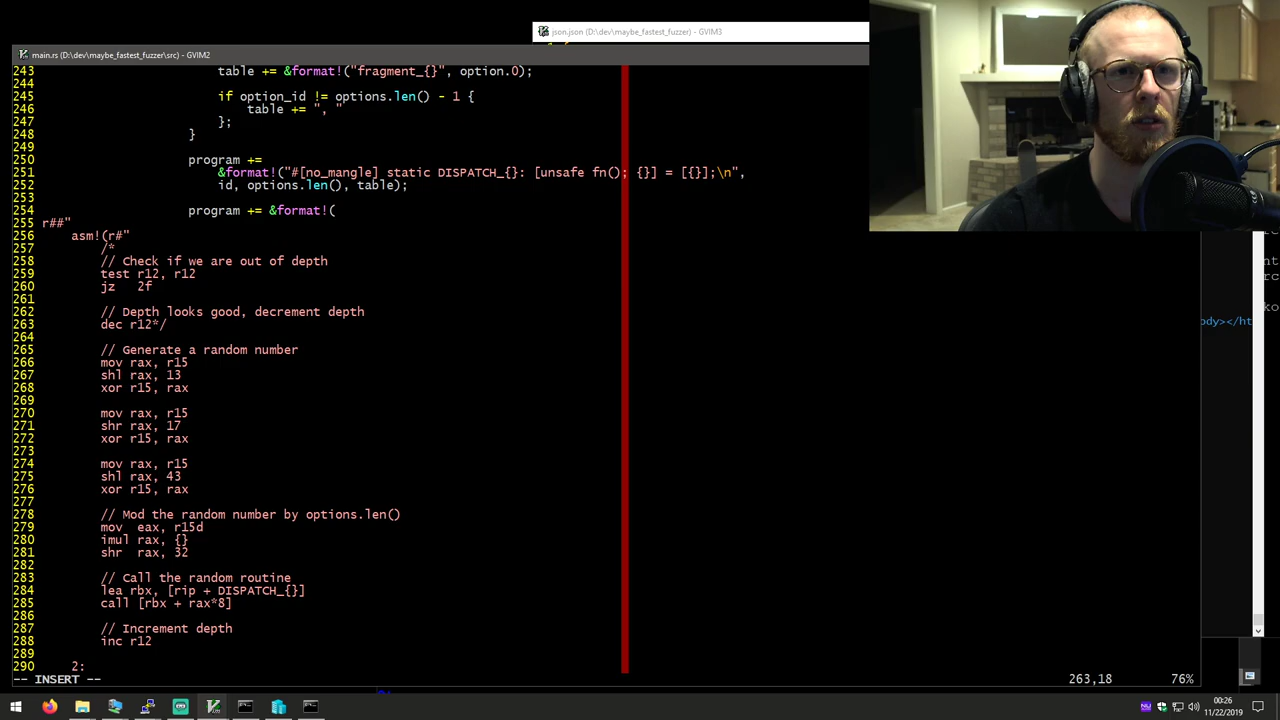 json.json (D:\dev\maybe_fastest_fuzzer) - GVIM3
main.rs (D:\dev\maybe_fastest_fuzzer\src) - GVIM2
243 table += &format!("fragment_{}", option.0);
244
245 if option_id != options.len() - 1 {
246 table += ", "
247 };
248 }
249
250 program +=
251 &format!("#[no_mangle] static DISPATCH_{}: [unsafe fn(); {}] = [{}];\n",
252 id, options.len(), table);
253
254 program += &format!(
255 r##"
256 asm!(r#"
257 /*
258 // Check if we are out of depth
259 test r12, r12
260 jz 2f
261
262 // Depth looks good, decrement depth
263 dec r12*/
264
265 // Generate a random number
266 mov rax, r15
267 shl rax, 13
268 xor r15, rax
269
270 mov rax, r15
271 shr rax, 17
272 xor r15, rax
273
274 mov rax, r15
275 shl rax, 43
276 xor r15, rax
277
278 // Mod the random number by options.len()
279 mov eax, r15d
280 imul rax, {}
281 shr rax, 32
282
283 // Call the random routine
284 lea rbx, [rip + DISPATCH_{}]
285 call [rbx + rax*8]
286
287 // Increment depth
288 inc r12
289
290 2:
-- INSERT -- 263,18 76%
ody></ht
00:26
11/22/2019